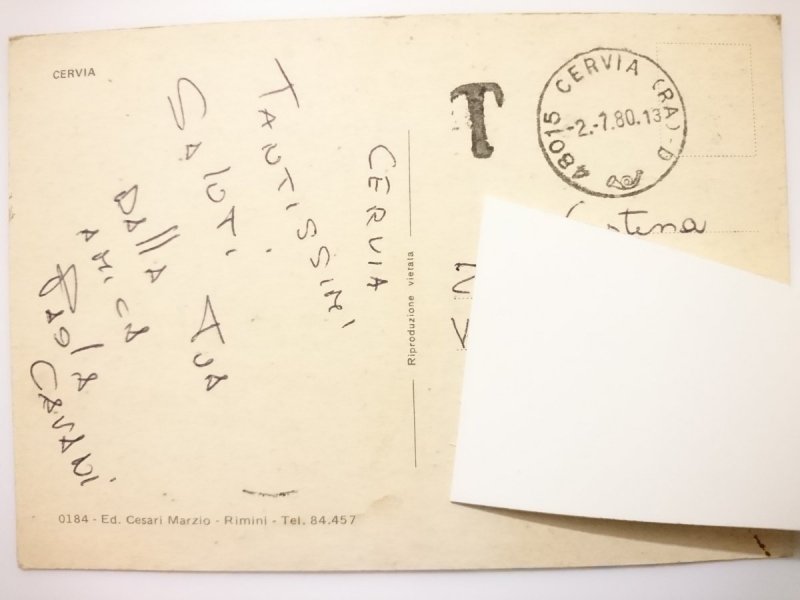 CERVIA
CERVIA
TANTISSIMI
SALUTI TUA
DAllA
AMICA
PAOlA
0184 - Ed. Cesari Marzio - Rimini - Tel. 84.457
Riproduzione vietata
T
48015 CERVIA (RA) - D
-2.-7.80.13